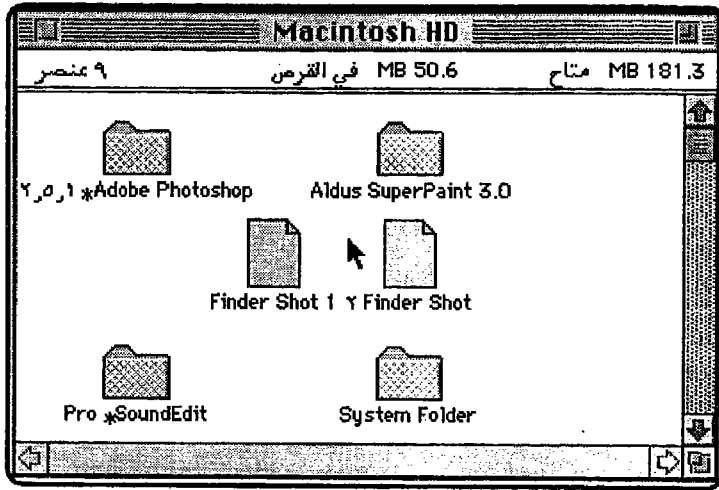 Macintosh HD
٩ عنصر    50.6 MB في القرص    181.3 MB متاح
Adobe Photoshop* ٢,٥,١    Aldus SuperPaint 3.0
Finder Shot 1    Finder Shot ٢
SoundEdit* Pro    System Folder